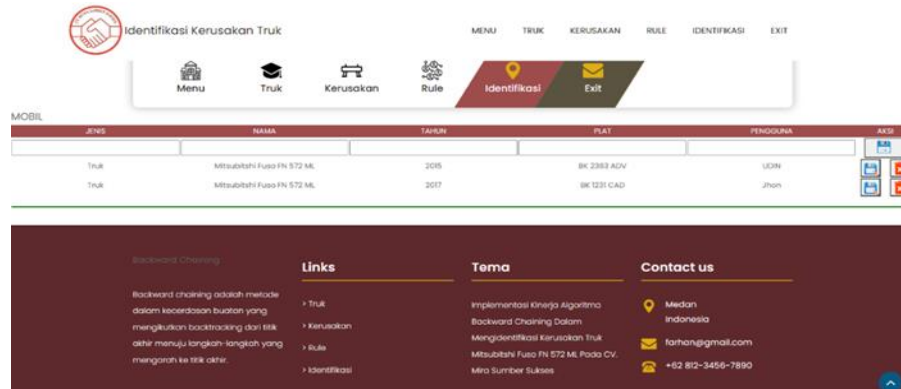 Identifikasi Kerusakan Truk
MENU TRUK KERUSAKAN RULE IDENTIFIKASI EXIT
Menu Truk Kerusakan Rule Identifikasi Exit
MOBIL
JENIS NAMA TAHUN PLAT PENGGUNA AKSI
Truk Mitsubitshi Fuso FN 572 ML 2015 BK 2363 ADV UDIN
Truk Mitsubitshi Fuso FN 572 ML 2017 BK 1231 CAD Jhon
Backward Chaining
Backward chaining adalah metode
dalam kecerdasan buatan yang
mengikutkan backtracking dari titik
akhir menuju langkah-langkah yang
mengarah ke titik akhir.
Links
> Truk
> Kerusakan
> Rule
> Identifikasi
Tema
Implementasi Kinerja Algoritma
Backward Chaining Dalam
Mengidentifikasi Kerusakan Truk
Mitsubitshi Fuso FN 572 ML Pada CV.
Mira Sumber Sukses
Contact us
Medan
Indonesia
farhan@gmail.com
+62 812-3456-7890